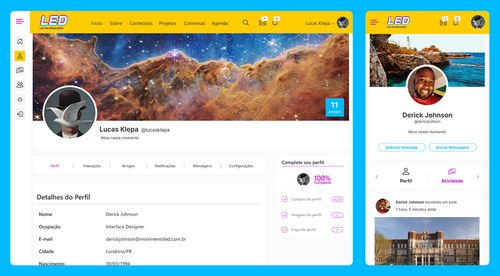 LED
LUZ NA EDUCAÇÃO
Início Sobre Conteúdos Projetos Conversas Agenda
Lucas Klepa
11
amigos
Lucas Klepa @lucasklepa
Ativo neste momento
Perfil Interações Amigos Notificações Mensagens Configurações
Complete seu perfil
100%
Completo
Campos do perfil
Imagem do perfil
Capa do perfil
Detalhes do Perfil
Nome Derick Johnson
Ocupação Interface Designer
E-mail derickjohnson@movimentoled.com.br
Cidade Londrina/PR
Nascimento 30/03/1994
LED
Derick Johnson
@derickjohnson
Ativo neste momento
Solicitar Amizade Enviar Mensagem
Perfil Atividade
Derick Johnson escreveu um post
1 hora, 5 minutos atrás